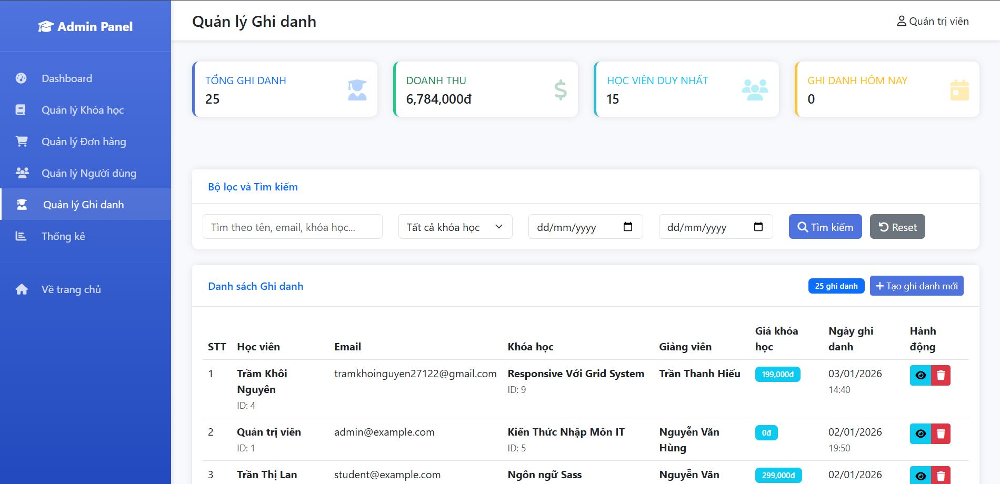 Admin Panel
Dashboard
Quản lý Khóa học
Quản lý Đơn hàng
Quản lý Người dùng
Quản lý Ghi danh
Thống kê
Về trang chủ
Quản lý Ghi danh
Quản trị viên
TỔNG GHI DANH
25
DOANH THU
6,784,000đ
HỌC VIÊN DUY NHẤT
15
GHI DANH HÔM NAY
0
Bộ lọc và Tìm kiếm
Tìm theo tên, email, khóa học...
Tất cả khóa học
dd/mm/yyyy
dd/mm/yyyy
Tìm kiếm
Reset
Danh sách Ghi danh
25 ghi danh
Tạo ghi danh mới
STT
Học viên
Email
Khóa học
Giảng viên
Giá khóa
học
Ngày ghi
danh
Hành
động
1
Trầm Khôi
Nguyên
ID: 4
tramkhoinguyen27122@gmail.com
Responsive Với Grid System
ID: 9
Trần Thanh Hiếu
199,000đ
03/01/2026
14:40
2
Quản trị viên
ID: 1
admin@example.com
Kiến Thức Nhập Môn IT
ID: 5
Nguyễn Văn
Hùng
0đ
02/01/2026
19:50
3
Trần Thị Lan
student@example.com
Ngôn ngữ Sass
Nguyễn Văn
299,000đ
02/01/2026